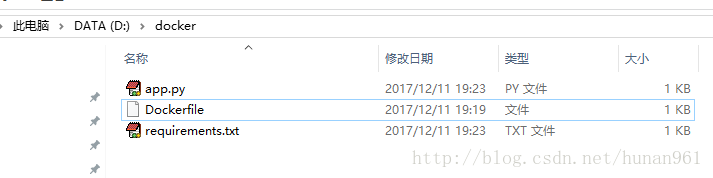 此电脑 > DATA (D:) > docker
名称 修改日期 类型 大小
app.py 2017/12/11 19:23 PY 文件 1 KB
Dockerfile 2017/12/11 19:19 文件 1 KB
requirements.txt 2017/12/11 19:23 TXT 文件 1 KB
http://blog.csdn.net/hunan961